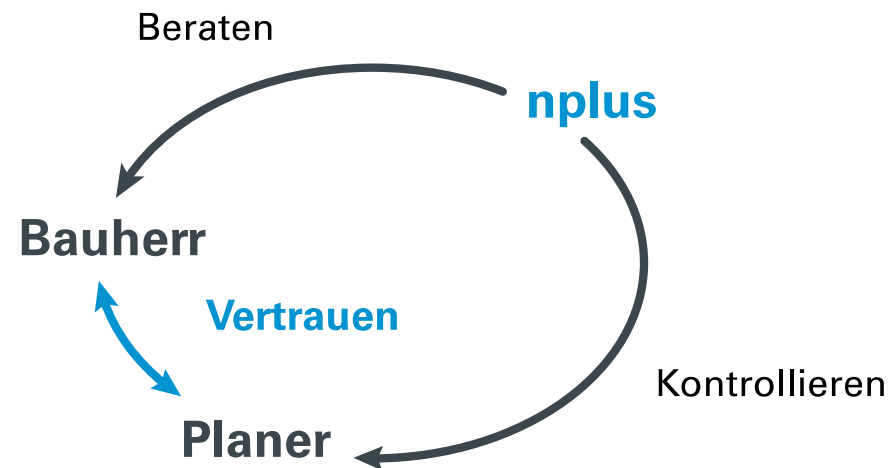 Beraten
nplus
Bauherr
Vertrauen
Kontrollieren
Planer